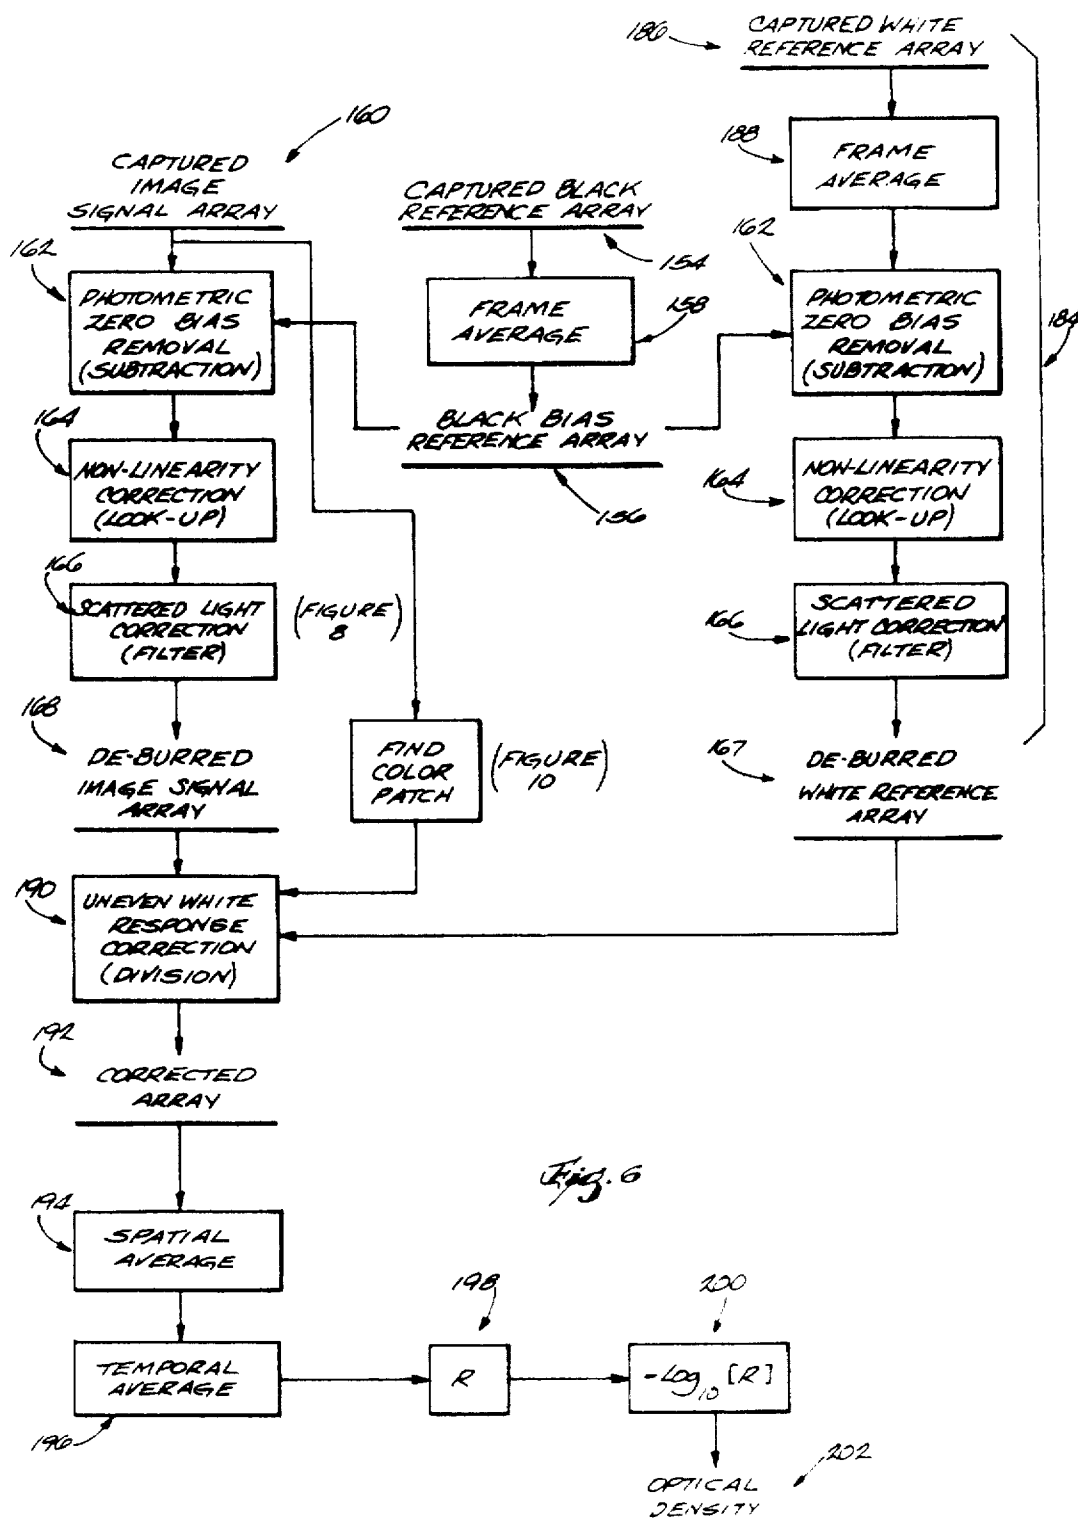 186
CAPTURED WHITE
REFERENCE ARRAY
188
FRAME
AVERAGE
160
CAPTURED
IMAGE
SIGNAL ARRAY
CAPTURED BLACK
REFERENCE ARRAY
154
162
PHOTOMETRIC
ZERO BIAS
REMOVAL
(SUBTRACTION)
FRAME
AVERAGE
158
162
PHOTOMETRIC
ZERO BIAS
REMOVAL
(SUBTRACTION)
184
BLACK BIAS
REFERENCE ARRAY
156
164
NON-LINEARITY
CORRECTION
(LOOK-UP)
164
NON-LINEARITY
CORRECTION
(LOOK-UP)
166
SCATTERED LIGHT
CORRECTION
(FILTER)
(FIGURE
8)
166
SCATTERED
LIGHT CORRECTION
(FILTER)
168
DE-BURRED
IMAGE SIGNAL
ARRAY
FIND
COLOR
PATCH
(FIGURE
10)
167
DE-BURRED
WHITE REFERENCE
ARRAY
190
UNEVEN WHITE
RESPONSE
CORRECTION
(DIVISION)
192
CORRECTED
ARRAY
Fig. 6
194
SPATIAL
AVERAGE
196
TEMPORAL
AVERAGE
198
R
200
-Log10 [R]
202
OPTICAL
DENSITY